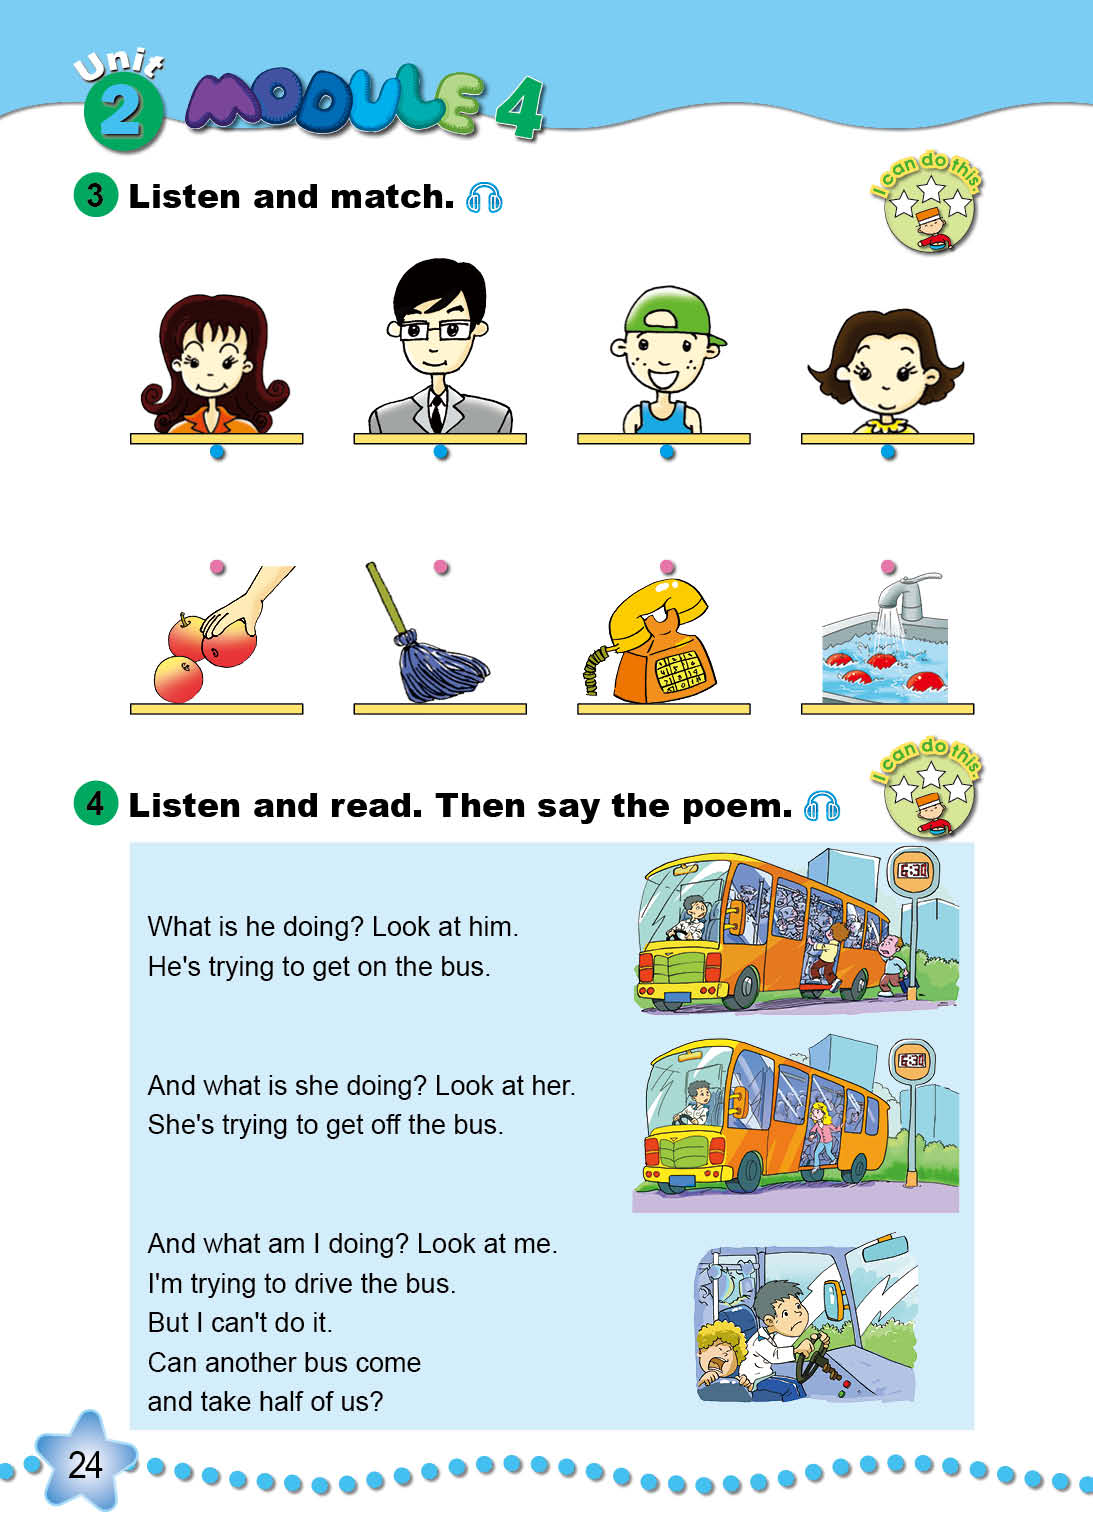 Unit
2 MODULE 4
3 Listen and match.
I can do this.
4 Listen and read. Then say the poem.
I can do this.
What is he doing? Look at him.
He's trying to get on the bus.
6:30
And what is she doing? Look at her.
She's trying to get off the bus.
6:30
And what am I doing? Look at me.
I'm trying to drive the bus.
But I can't do it.
Can another bus come
and take half of us?
24